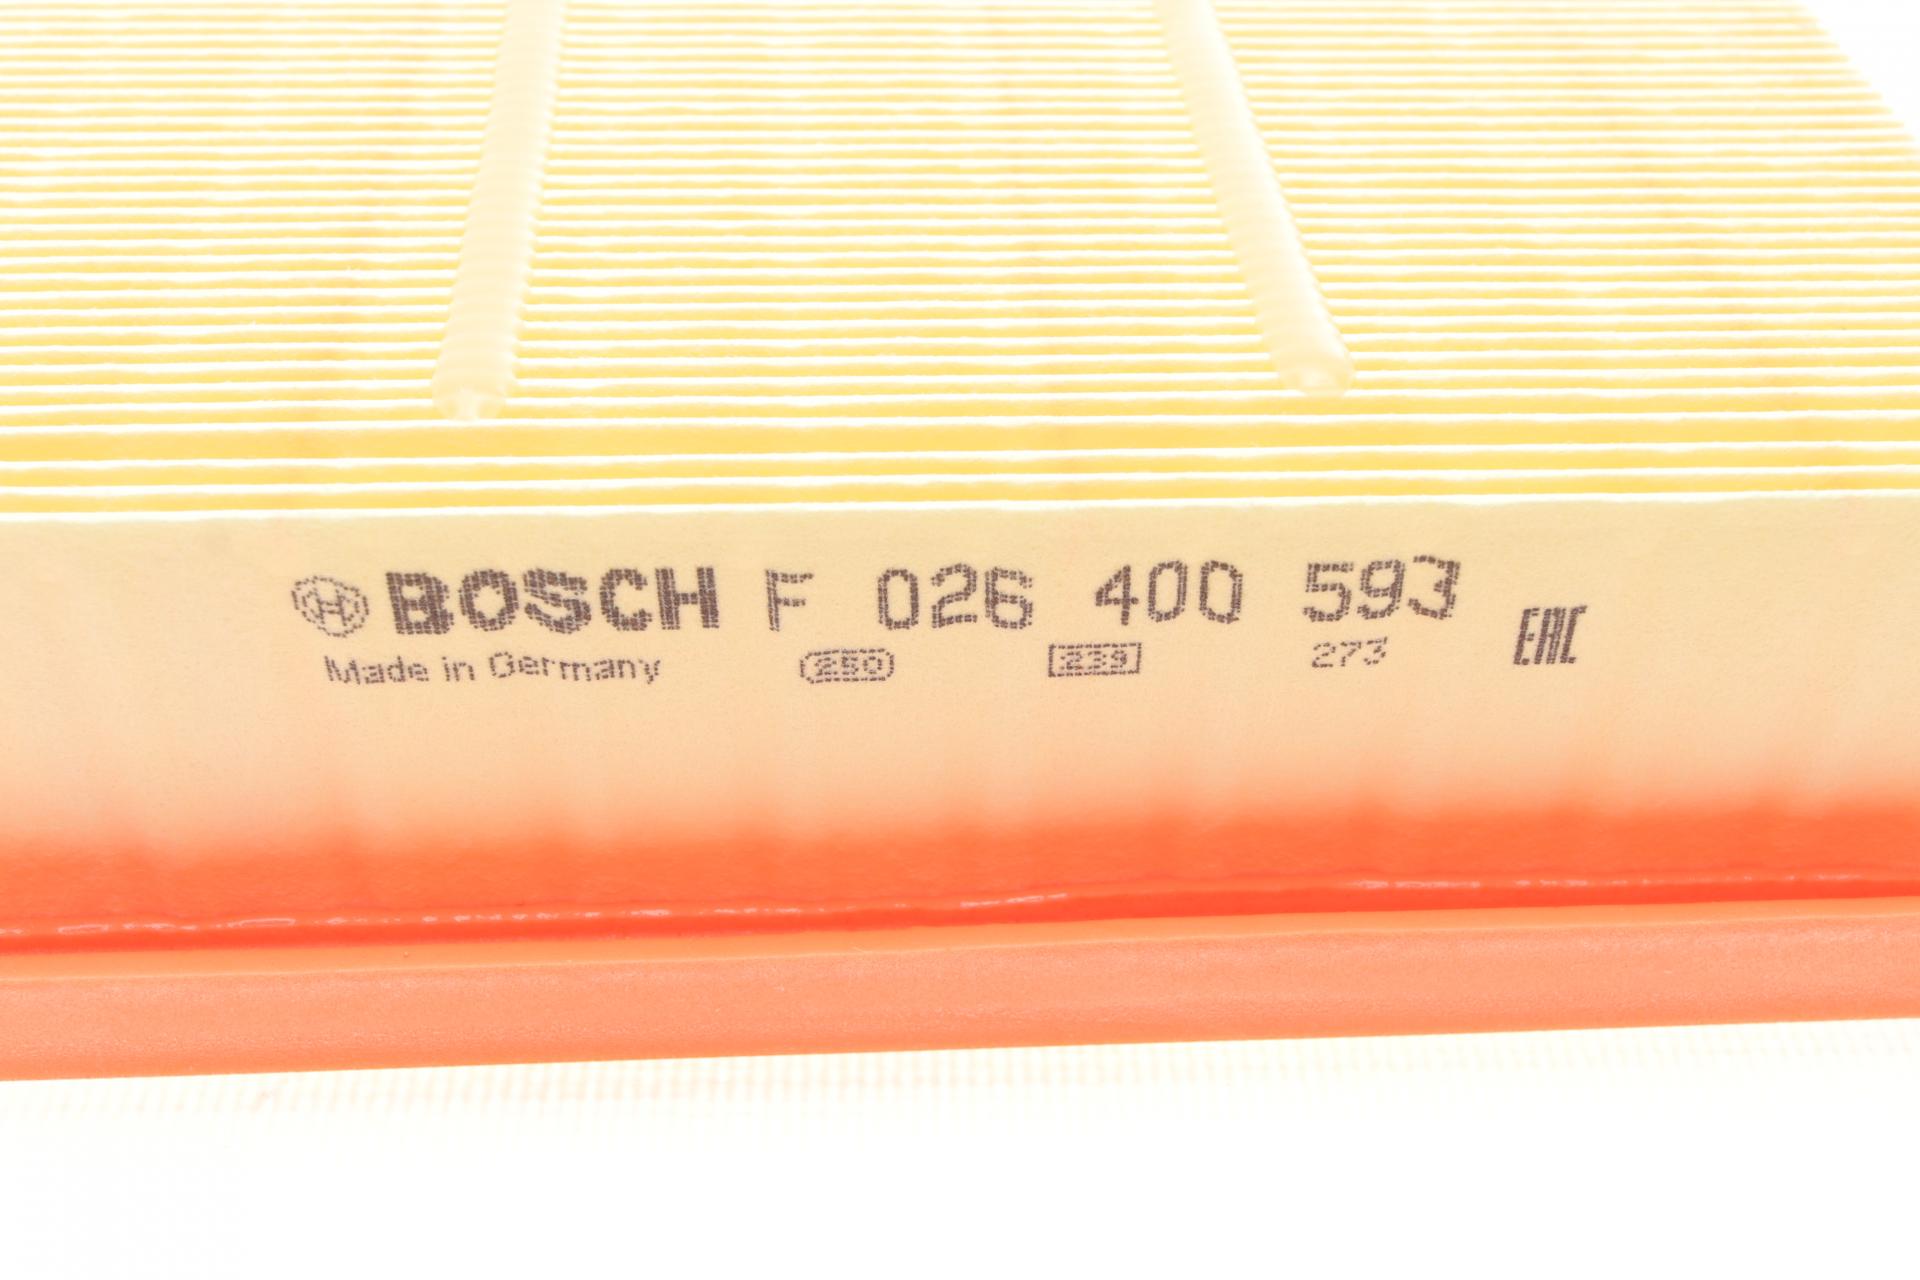 BOSCH F 026 400 593
Made in Germany 250 239 273 EAC